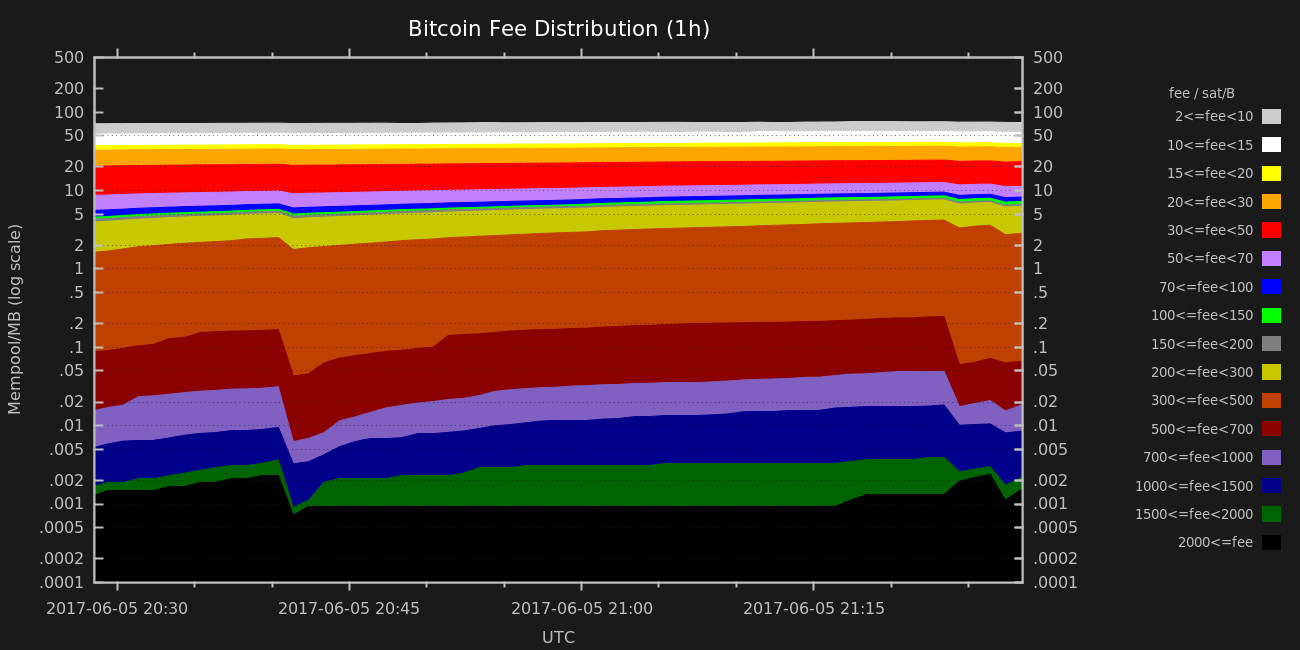 Bitcoin Fee Distribution (1h)
500 500
200 200
100 100
50 50
20 20
10 10
5 5
2 2
1 1
.5 .5
.2 .2
.1 .1
.05 .05
.02 .02
.01 .01
.005 .005
.002 .002
.001 .001
.0005 .0005
.0002 .0002
.0001 .0001
Mempool/MB (log scale)
2017-06-05 20:30 2017-06-05 20:45 2017-06-05 21:00 2017-06-05 21:15
UTC
fee / sat/B
2<=fee<10
10<=fee<15
15<=fee<20
20<=fee<30
30<=fee<50
50<=fee<70
70<=fee<100
100<=fee<150
150<=fee<200
200<=fee<300
300<=fee<500
500<=fee<700
700<=fee<1000
1000<=fee<1500
1500<=fee<2000
2000<=fee